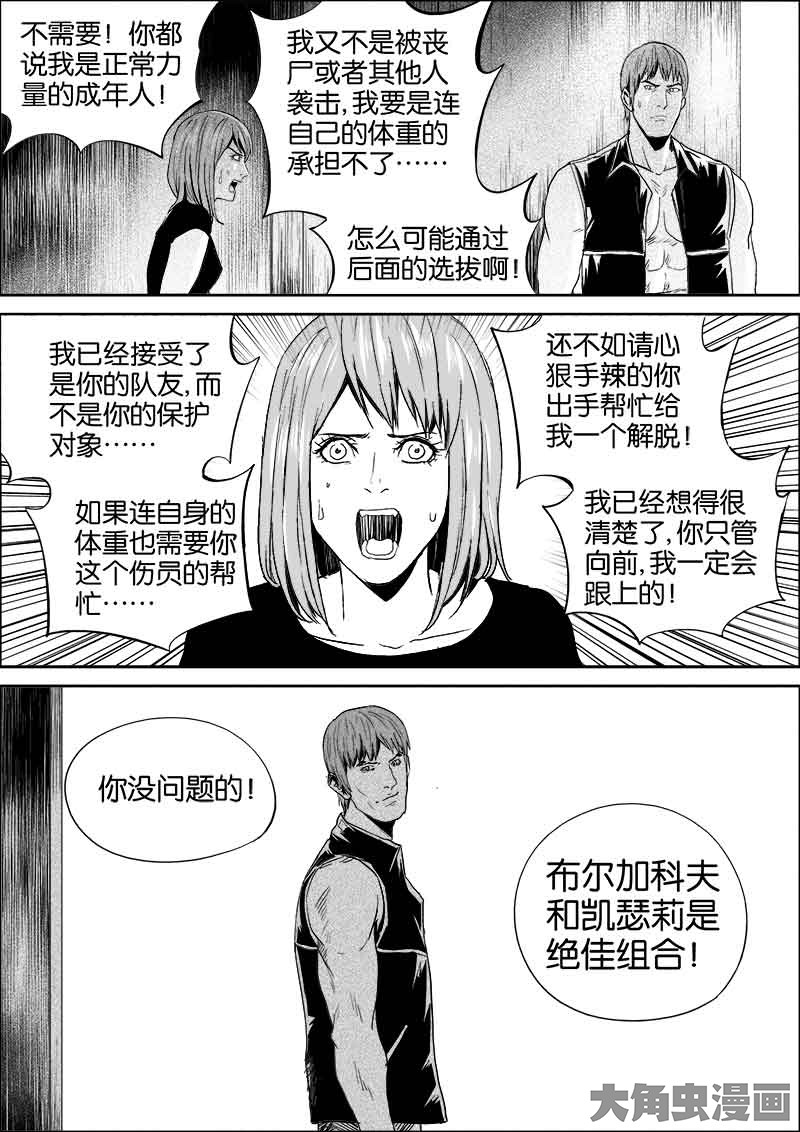 不需要！你都
说我是正常力
量的成年人！
我又不是被丧
尸或者其他人
袭击,我要是连
自己的体重的
承担不了……
怎么可能通过
后面的选拔啊！
我已经接受了
是你的队友,而
不是你的保护
对象……
如果连自身的
体重也需要你
这个伤员的帮
忙……
还不如请心
狠手辣的你
出手帮忙给
我一个解脱！
我已经想得很
清楚了,你只管
向前,我一定会
跟上的！
你没问题的！
布尔加科夫
和凯瑟莉是
绝佳组合！
大角虫漫画